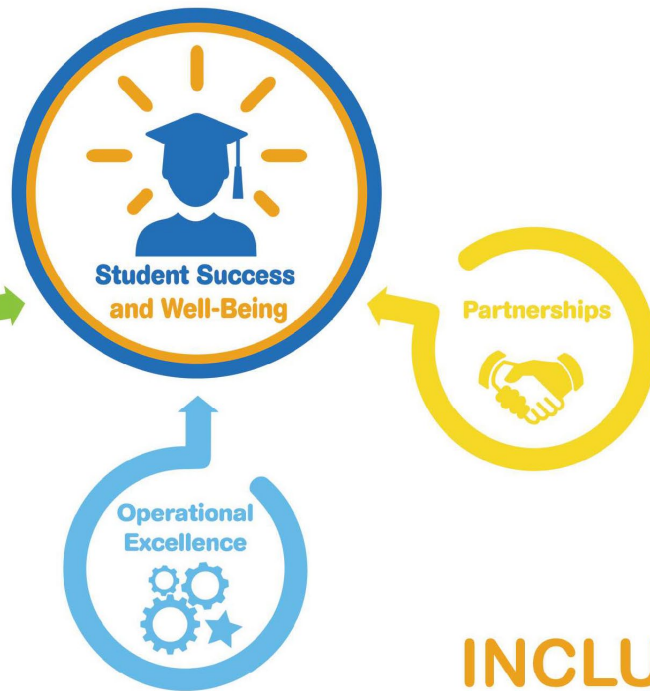 Student Success
and Well-Being
Partnerships
Operational
Excellence
INCLU